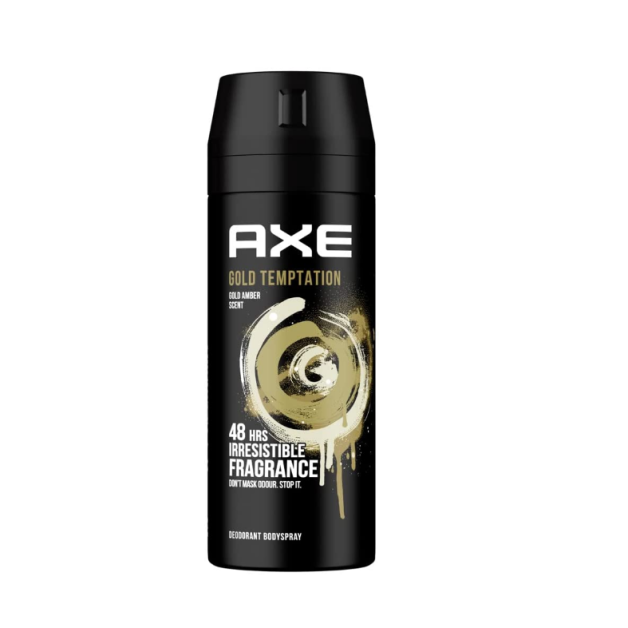 AXE
GOLD TEMPTATION
GOLD AMBER
SCENT
48 HRS
IRRESISTIBLE
FRAGRANCE
DON'T MASK ODOUR. STOP IT.
DEODORANT BODYSPRAY